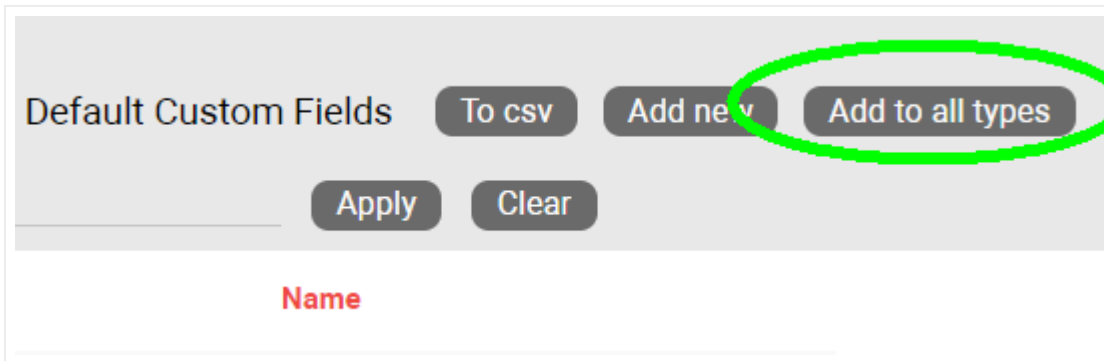 Default Custom Fields To csv Add new Add to all types
Apply Clear
Name